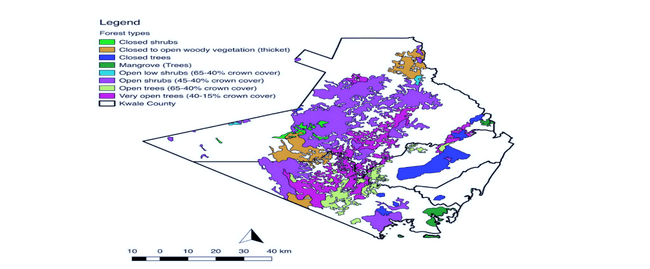 Legend
Forest types
Closed shrubs
Closed to open woody vegetation (thicket)
Closed trees
Mangrove (Trees)
Open low shrubs (65-40% crown cover)
Open shrubs (45-40% crown cover)
Open trees (65-40% crown cover)
Very open trees (40-15% crown cover)
Kwale County
10 0 10 20 30 40 km